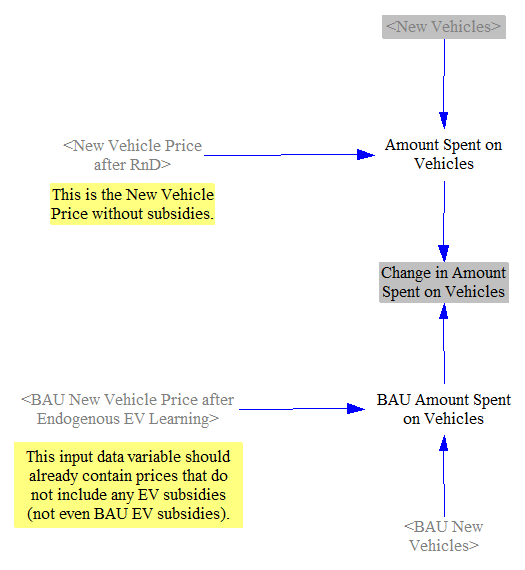 <New Vehicles>
Amount Spent on
Vehicles
<New Vehicle Price
after RnD>
This is the New Vehicle
Price without subsidies.
Change in Amount
Spent on Vehicles
<BAU New Vehicle Price after
Endogenous EV Learning>
BAU Amount Spent
on Vehicles
This input data variable should
already contain prices that do
not include any EV subsidies
(not even BAU EV subsidies).
<BAU New
Vehicles>